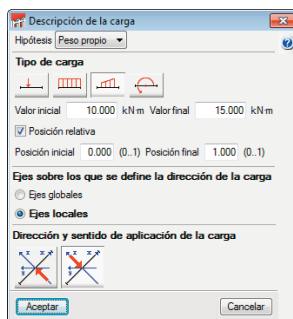 Descripción de la carga
Hipótesis Peso propio
Tipo de carga
Valor inicial 10.000 kN·m Valor final 15.000 kN·m
Posición relativa
Posición inicial 0.000 (0..1) Posición final 1.000 (0..1)
Ejes sobre los que se define la dirección de la carga
Ejes globales
Ejes locales
Dirección y sentido de aplicación de la carga
Aceptar Cancelar